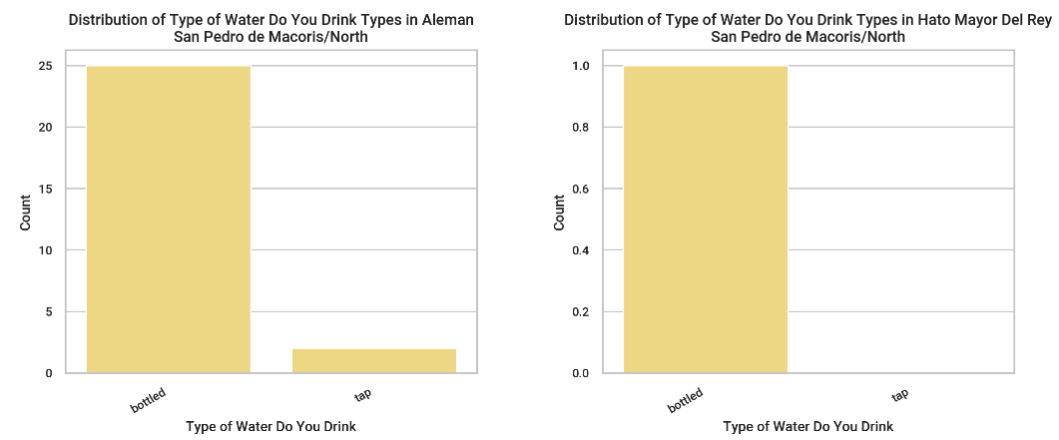 Distribution of Type of Water Do You Drink Types in Aleman
San Pedro de Macoris/North
25
20
15
10
5
0
Count
bottled
tap
Type of Water Do You Drink
Distribution of Type of Water Do You Drink Types in Hato Mayor Del Rey
San Pedro de Macoris/North
1.0
0.8
0.6
0.4
0.2
0.0
Count
bottled
tap
Type of Water Do You Drink